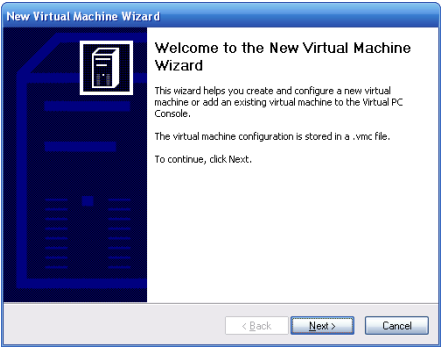 New Virtual Machine Wizard
Welcome to the New Virtual Machine
Wizard
This wizard helps you create and configure a new virtual
machine or add an existing virtual machine to the Virtual PC
Console.
The virtual machine configuration is stored in a .vmc file.
To continue, click Next.
< Back
Next >
Cancel